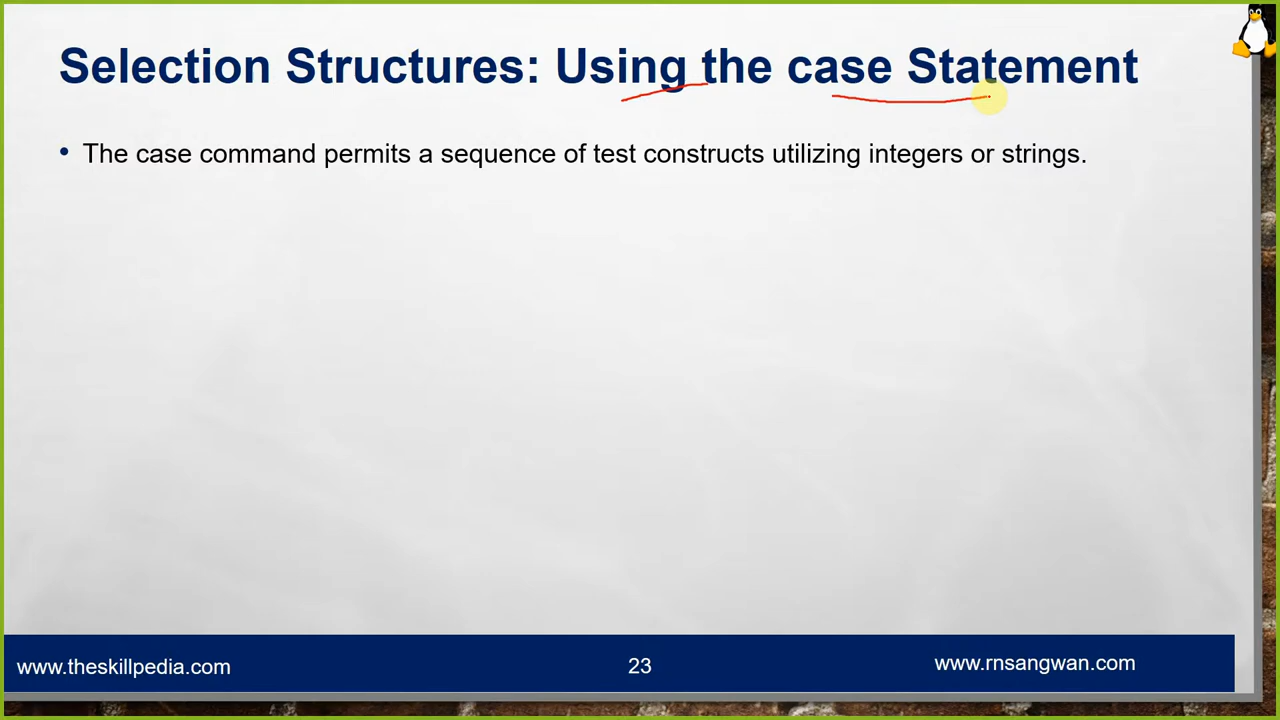 Selection Structures: Using the case Statement
• The case command permits a sequence of test constructs utilizing integers or strings.
www.theskillpedia.com
23
www.rnsangwan.com